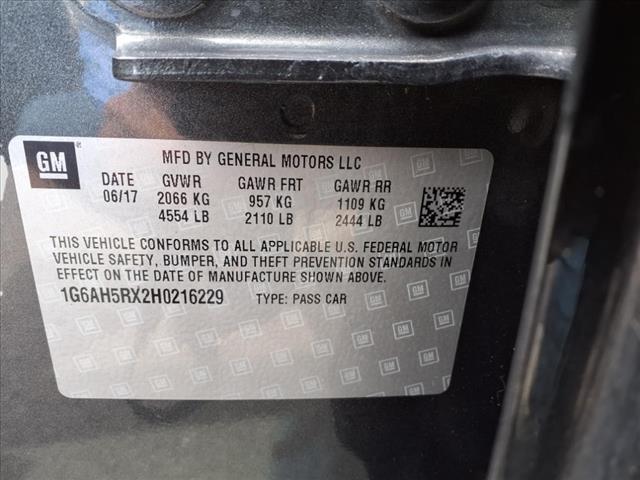 GM
MFD BY GENERAL MOTORS LLC
DATE GVWR GAWR FRT GAWR RR
06/17 2066 KG 957 KG 1109 KG
4554 LB 2110 LB 2444 LB
THIS VEHICLE CONFORMS TO ALL APPLICABLE U.S. FEDERAL MOTOR
VEHICLE SAFETY, BUMPER, AND THEFT PREVENTION STANDARDS IN
EFFECT ON THE DATE OF MANUFACTURE SHOWN ABOVE.
1G6AH5RX2H0216229 TYPE: PASS CAR